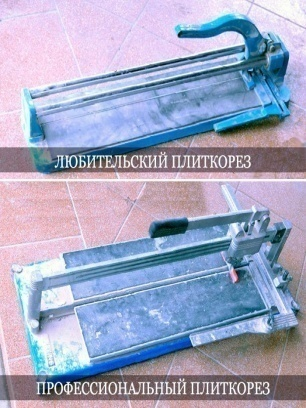 ЛЮБИТЕЛЬСКИЙ ПЛИТКОРЕЗ
ПРОФЕССИОНАЛЬНЫЙ ПЛИТКОРЕЗ